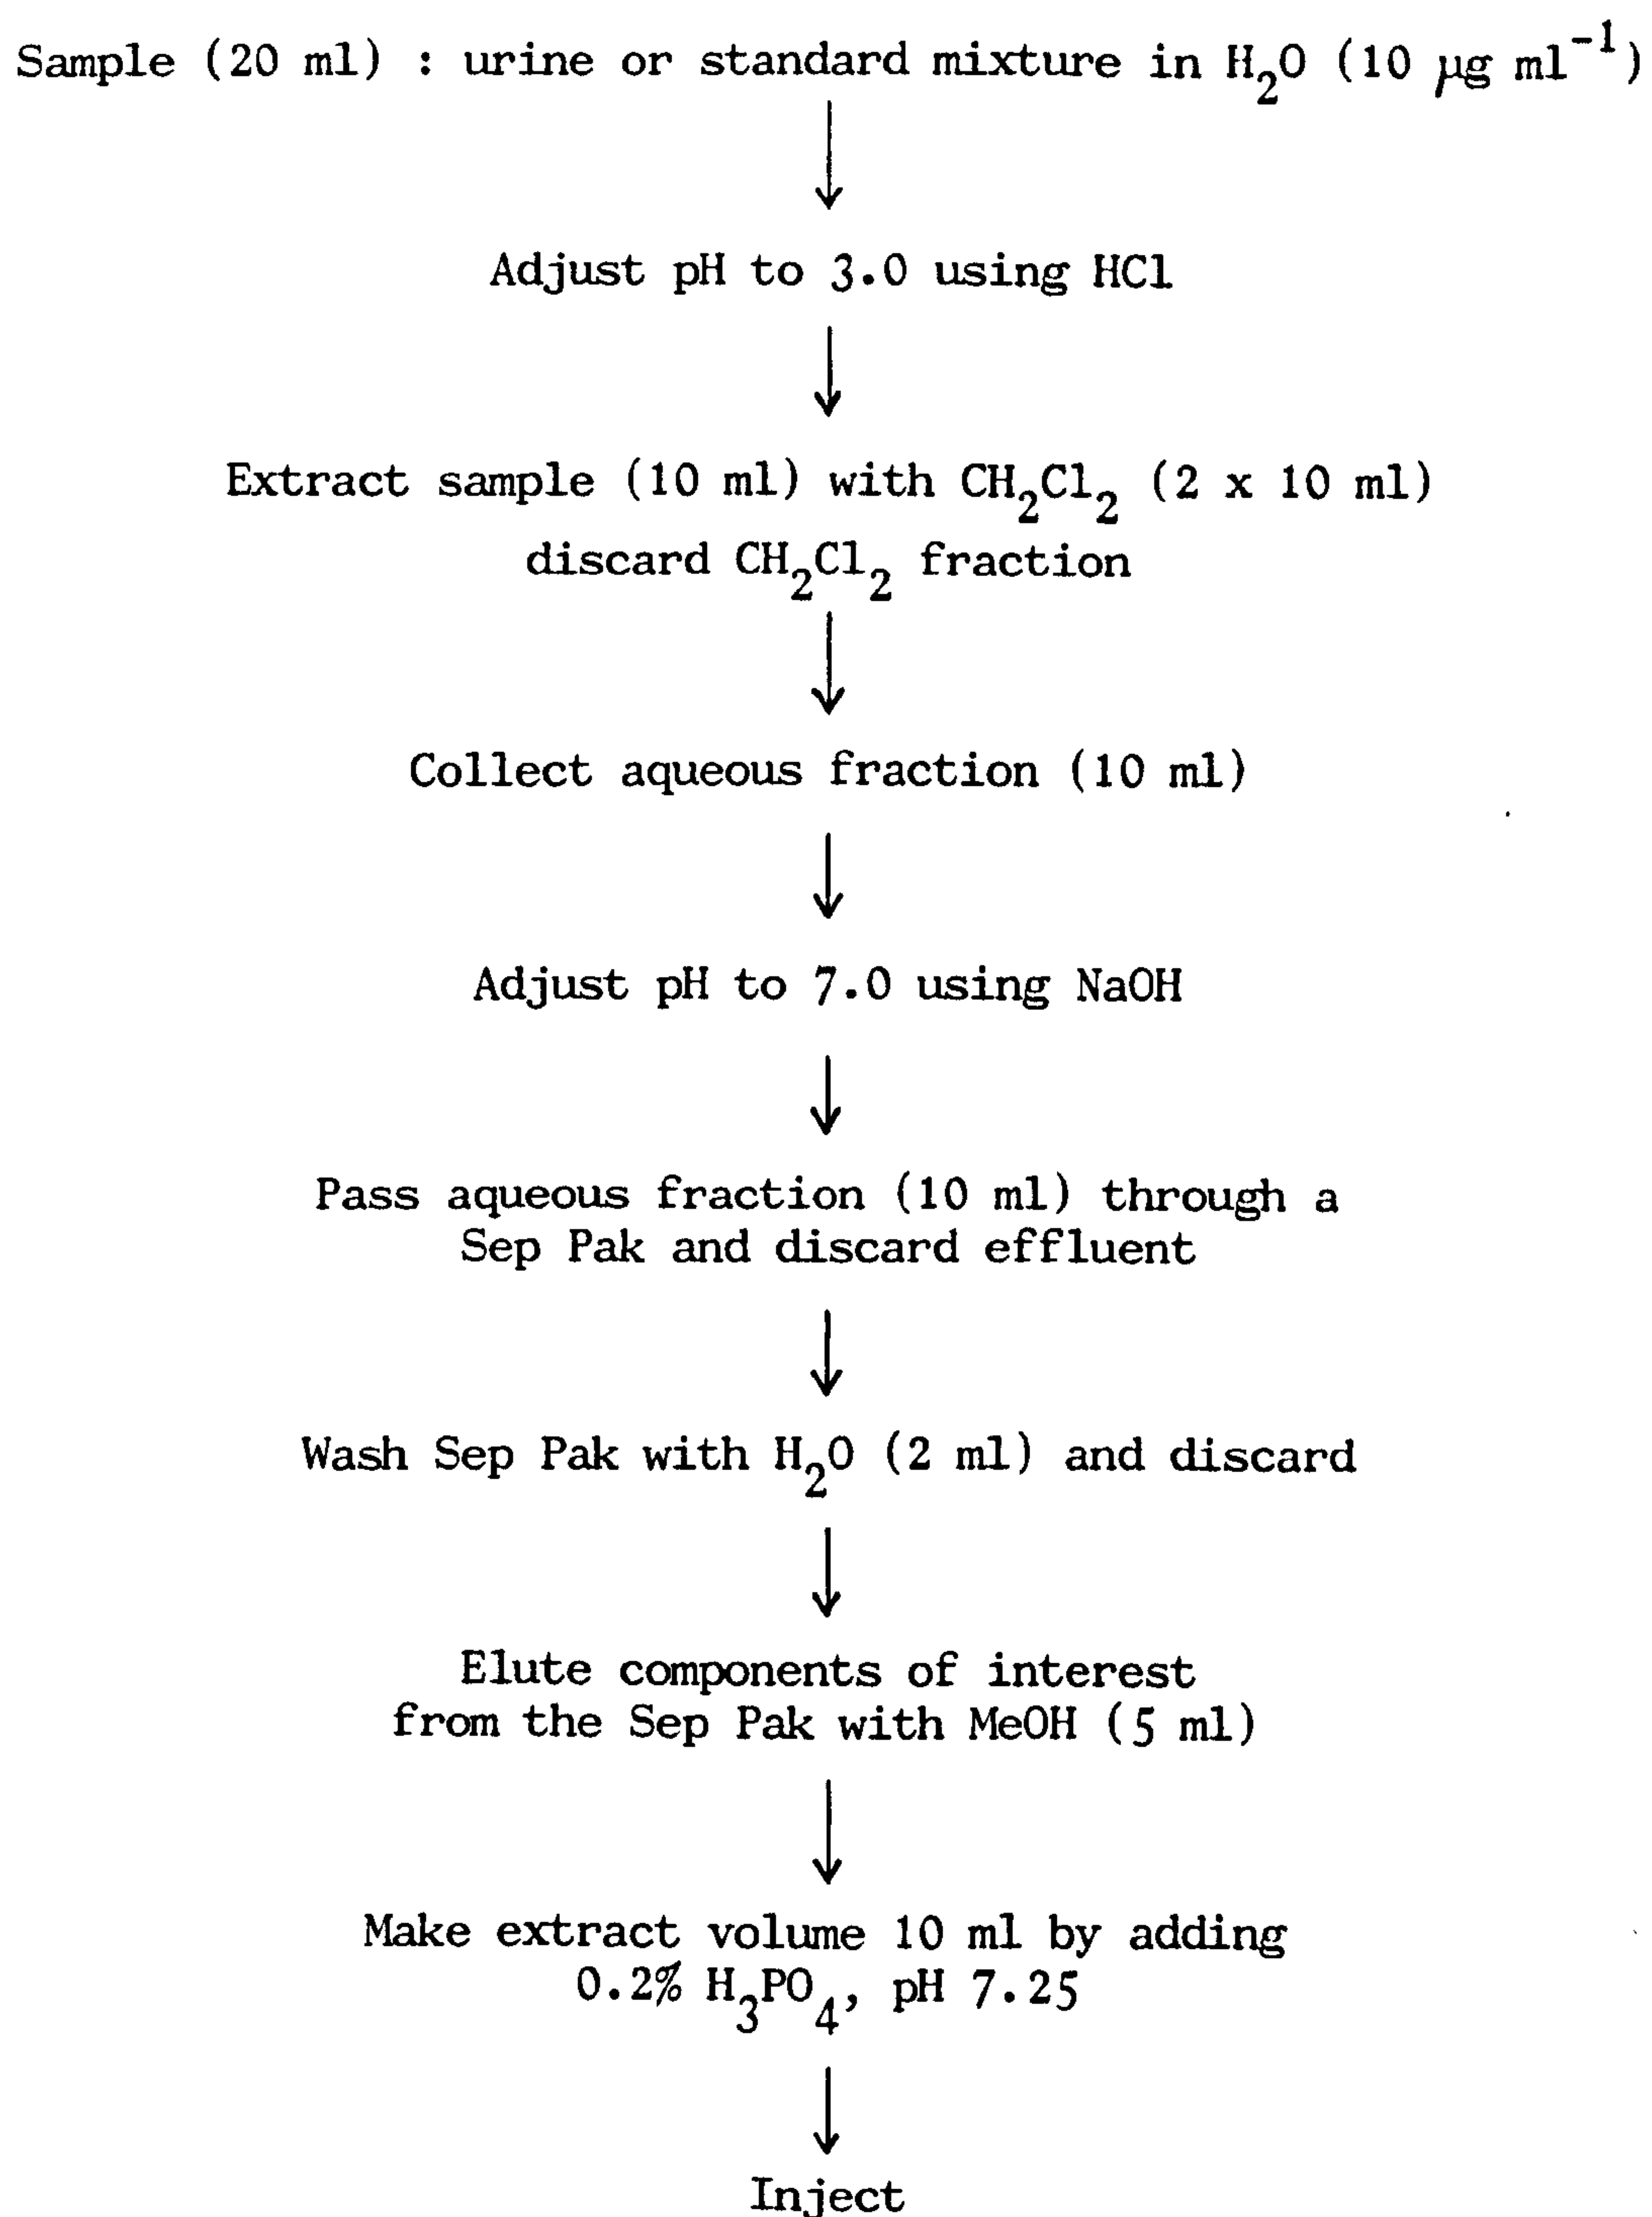 Sample (20 ml) : urine or standard mixture in H₂O (10 µg ml⁻¹)
Adjust pH to 3.0 using HCl
Extract sample (10 ml) with CH₂Cl₂ (2 x 10 ml)
discard CH₂Cl₂ fraction
Collect aqueous fraction (10 ml)
Adjust pH to 7.0 using NaOH
Pass aqueous fraction (10 ml) through a
Sep Pak and discard effluent
Wash Sep Pak with H₂O (2 ml) and discard
Elute components of interest
from the Sep Pak with MeOH (5 ml)
Make extract volume 10 ml by adding
0.2% H₃PO₄, pH 7.25
Inject